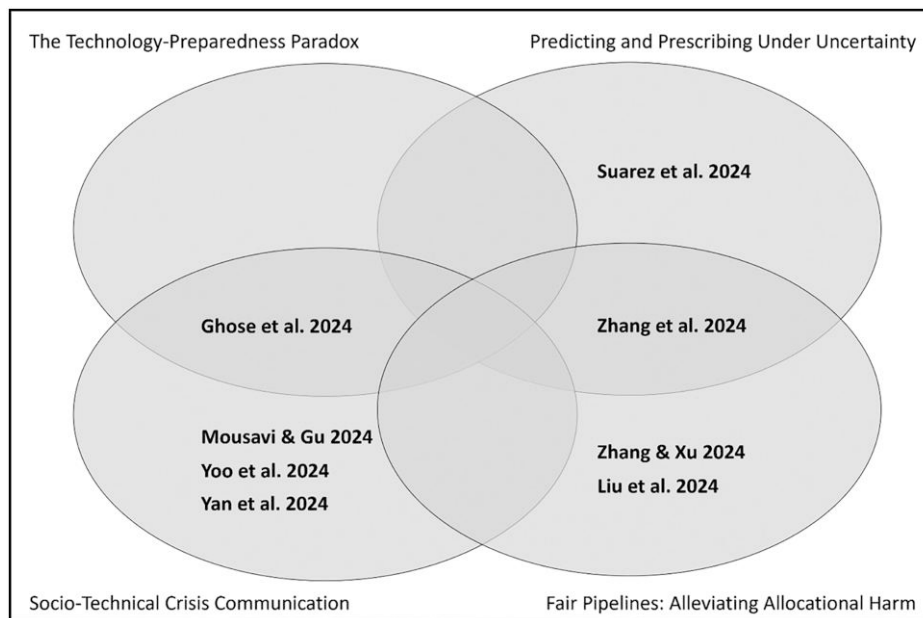 The Technology-Preparedness Paradox
Predicting and Prescribing Under Uncertainty
Suarez et al. 2024
Ghose et al. 2024
Zhang et al. 2024
Mousavi & Gu 2024
Yoo et al. 2024
Yan et al. 2024
Zhang & Xu 2024
Liu et al. 2024
Socio-Technical Crisis Communication
Fair Pipelines: Alleviating Allocational Harm